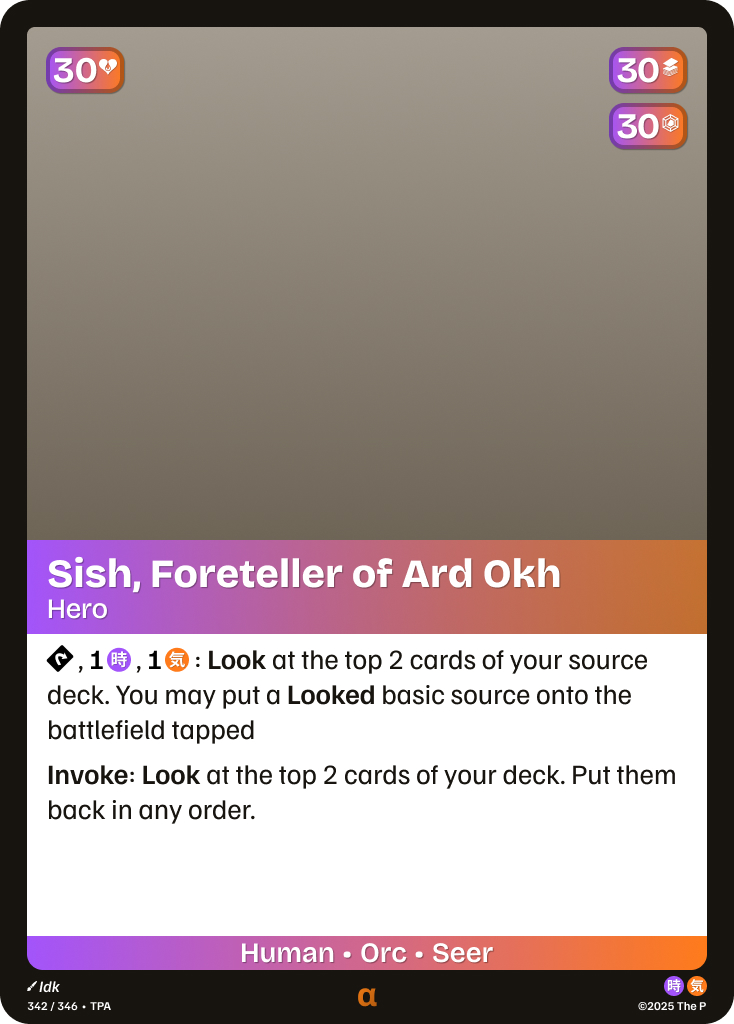 30
30
30
Sish, Foreteller of Ard Okh
Hero
, 1 時 , 1 気 : Look at the top 2 cards of your source
deck. You may put a Looked basic source onto the
battlefield tapped
Invoke: Look at the top 2 cards of your deck. Put them
back in any order.
Human • Orc • Seer
Idk
342 / 346 • TPA
α
時 気
©2025 The P